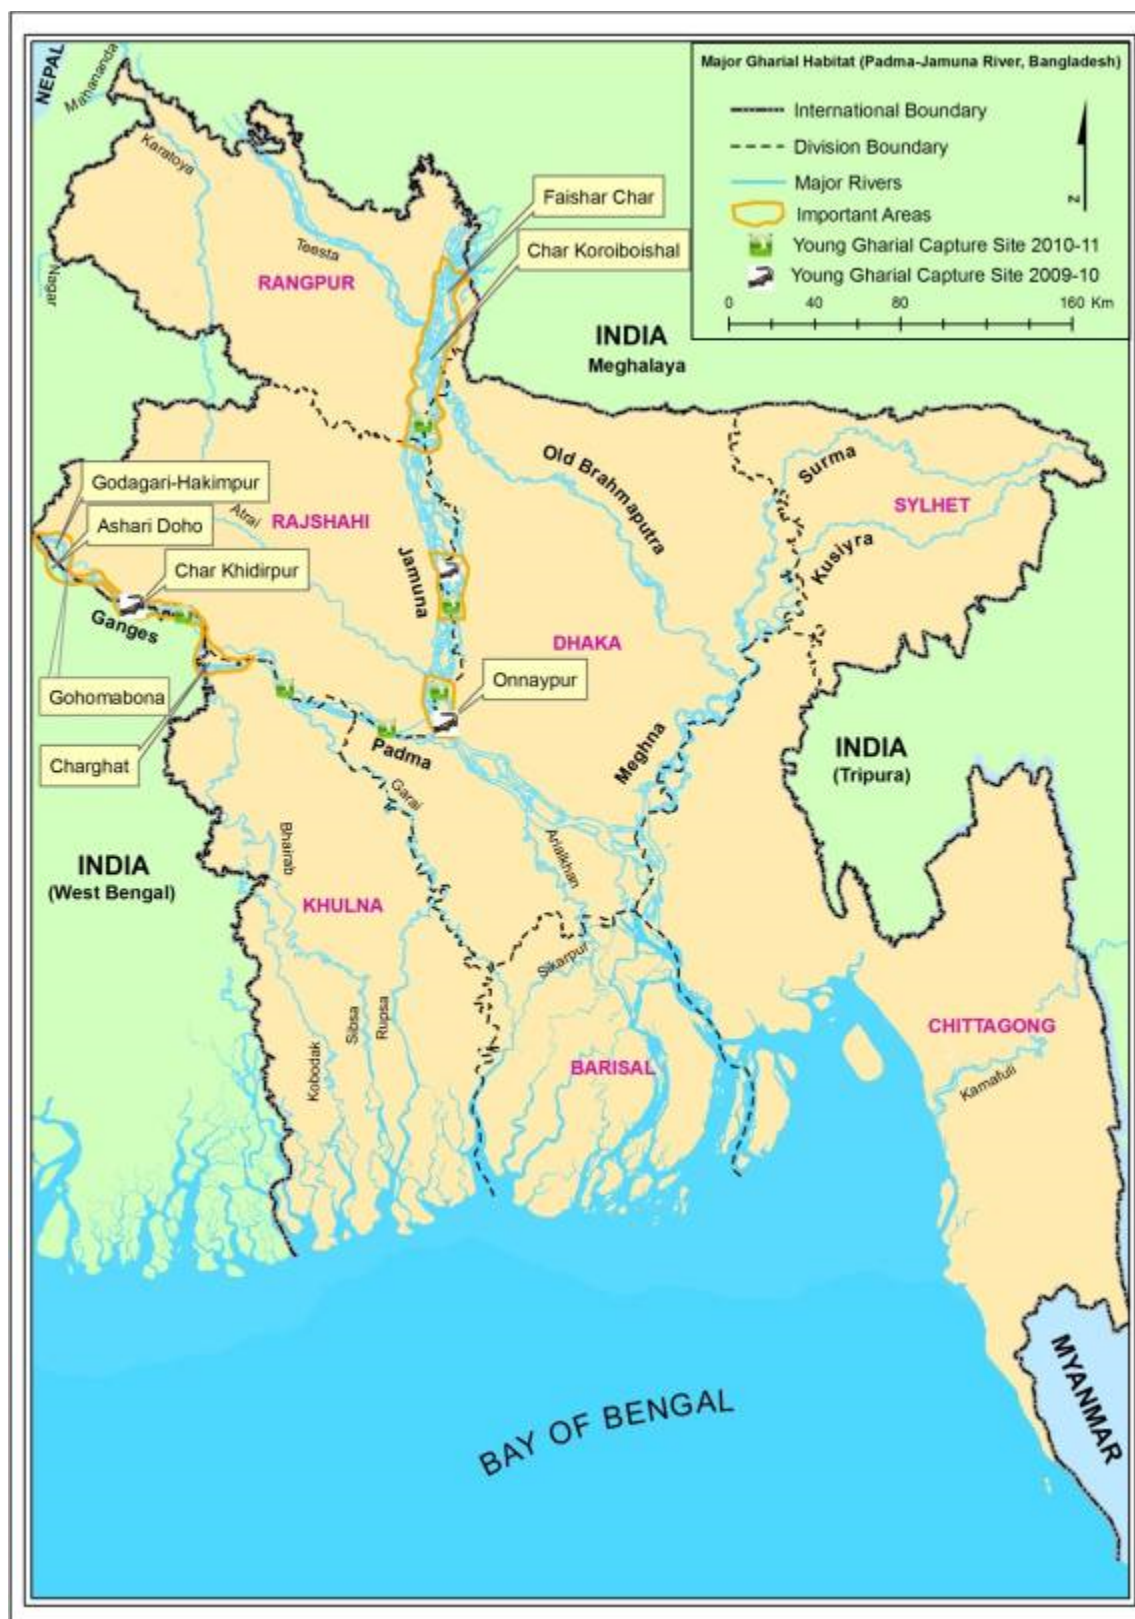 Major Gharial Habitat (Padma-Jamuna River, Bangladesh)
International Boundary
Division Boundary
Major Rivers
Important Areas
Young Gharial Capture Site 2010-11
Young Gharial Capture Site 2009-10
0 40 80 160 Km
N
NEPAL
Mahananda
Karatoya
Faishar Char
Char Koroiboishal
Teesta
Nagar
RANGPUR
INDIA
Meghalaya
Godagari-Hakimpur
Old Brahmaputra
Surma
SYLHET
Atrai
RAJSHAHI
Ashari Doho
Kusiyra
Char Khidirpur
Jamuna
Ganges
DHAKA
Onnaypur
Gohomabona
Charghat
Padma
Meghna
INDIA
(Tripura)
Garai
Bhairab
Arialkhan
INDIA
(West Bengal)
KHULNA
Sikarpur
Sibsa
Rupsa
Kobodak
BARISAL
CHITTAGONG
Kamafuli
BAY OF BENGAL
MYANMAR